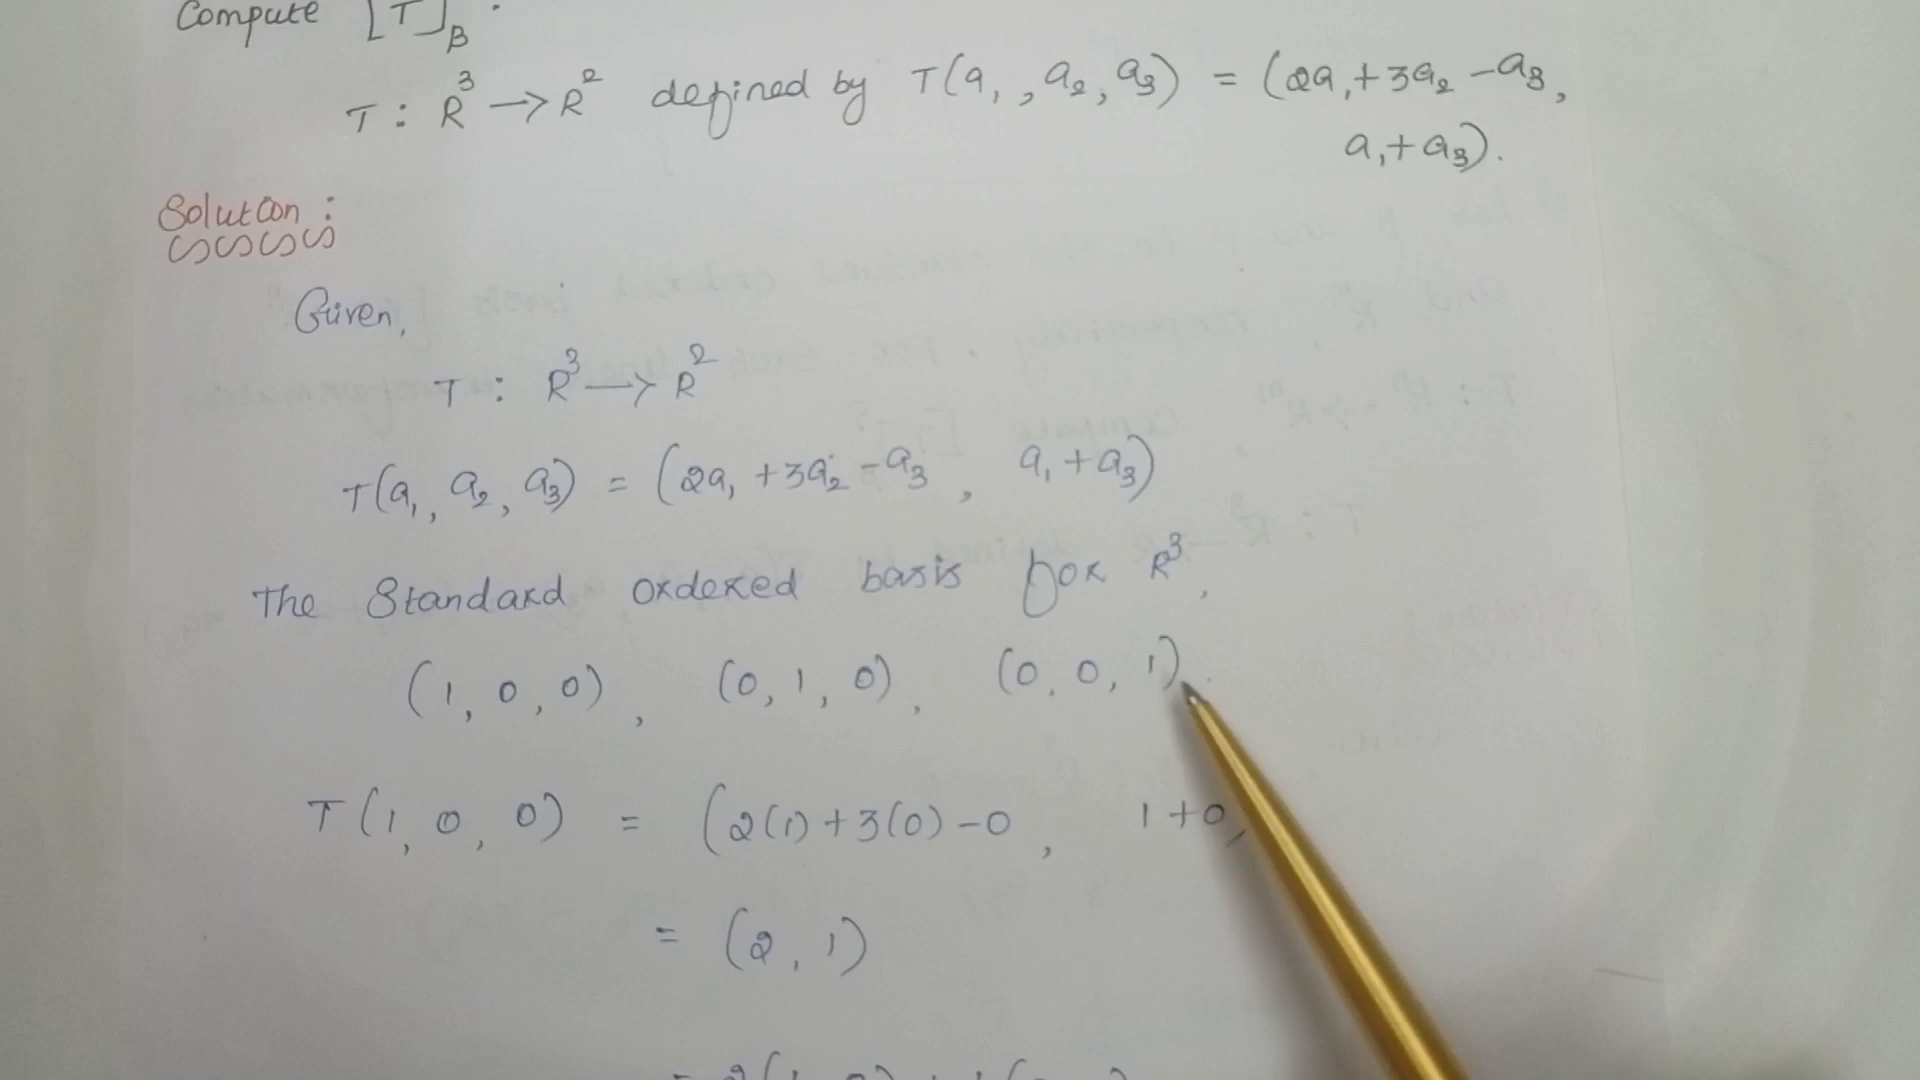 Compute [T]β.
T : R³ → R² defined by T(a₁, a₂, a₃) = (2a₁+3a₂-a₃,
a₁+a₃).
Solution :
Given,
T : R³ → R²
T(a₁, a₂, a₃) = (2a₁+3a₂-a₃, a₁+a₃)
The Standard ordered basis for R³,
(1, 0, 0), (0, 1, 0), (0, 0, 1)
T(1, 0, 0) = (2(1)+3(0)-0, 1+0)
= (2, 1)